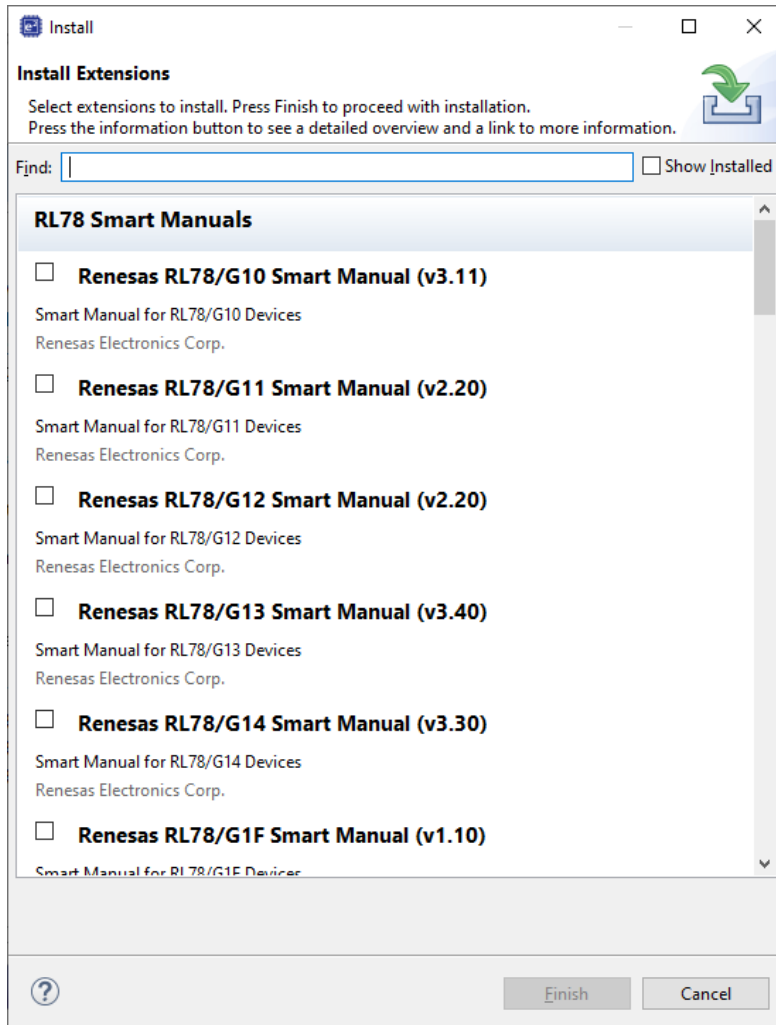 Install
Install Extensions
Select extensions to install. Press Finish to proceed with installation.
Press the information button to see a detailed overview and a link to more information.
Find:
Show Installed
RL78 Smart Manuals
Renesas RL78/G10 Smart Manual (v3.11)
Smart Manual for RL78/G10 Devices
Renesas Electronics Corp.
Renesas RL78/G11 Smart Manual (v2.20)
Smart Manual for RL78/G11 Devices
Renesas Electronics Corp.
Renesas RL78/G12 Smart Manual (v2.20)
Smart Manual for RL78/G12 Devices
Renesas Electronics Corp.
Renesas RL78/G13 Smart Manual (v3.40)
Smart Manual for RL78/G13 Devices
Renesas Electronics Corp.
Renesas RL78/G14 Smart Manual (v3.30)
Smart Manual for RL78/G14 Devices
Renesas Electronics Corp.
Renesas RL78/G1F Smart Manual (v1.10)
Smart Manual for RL78/G1F Devices
?
Finish
Cancel